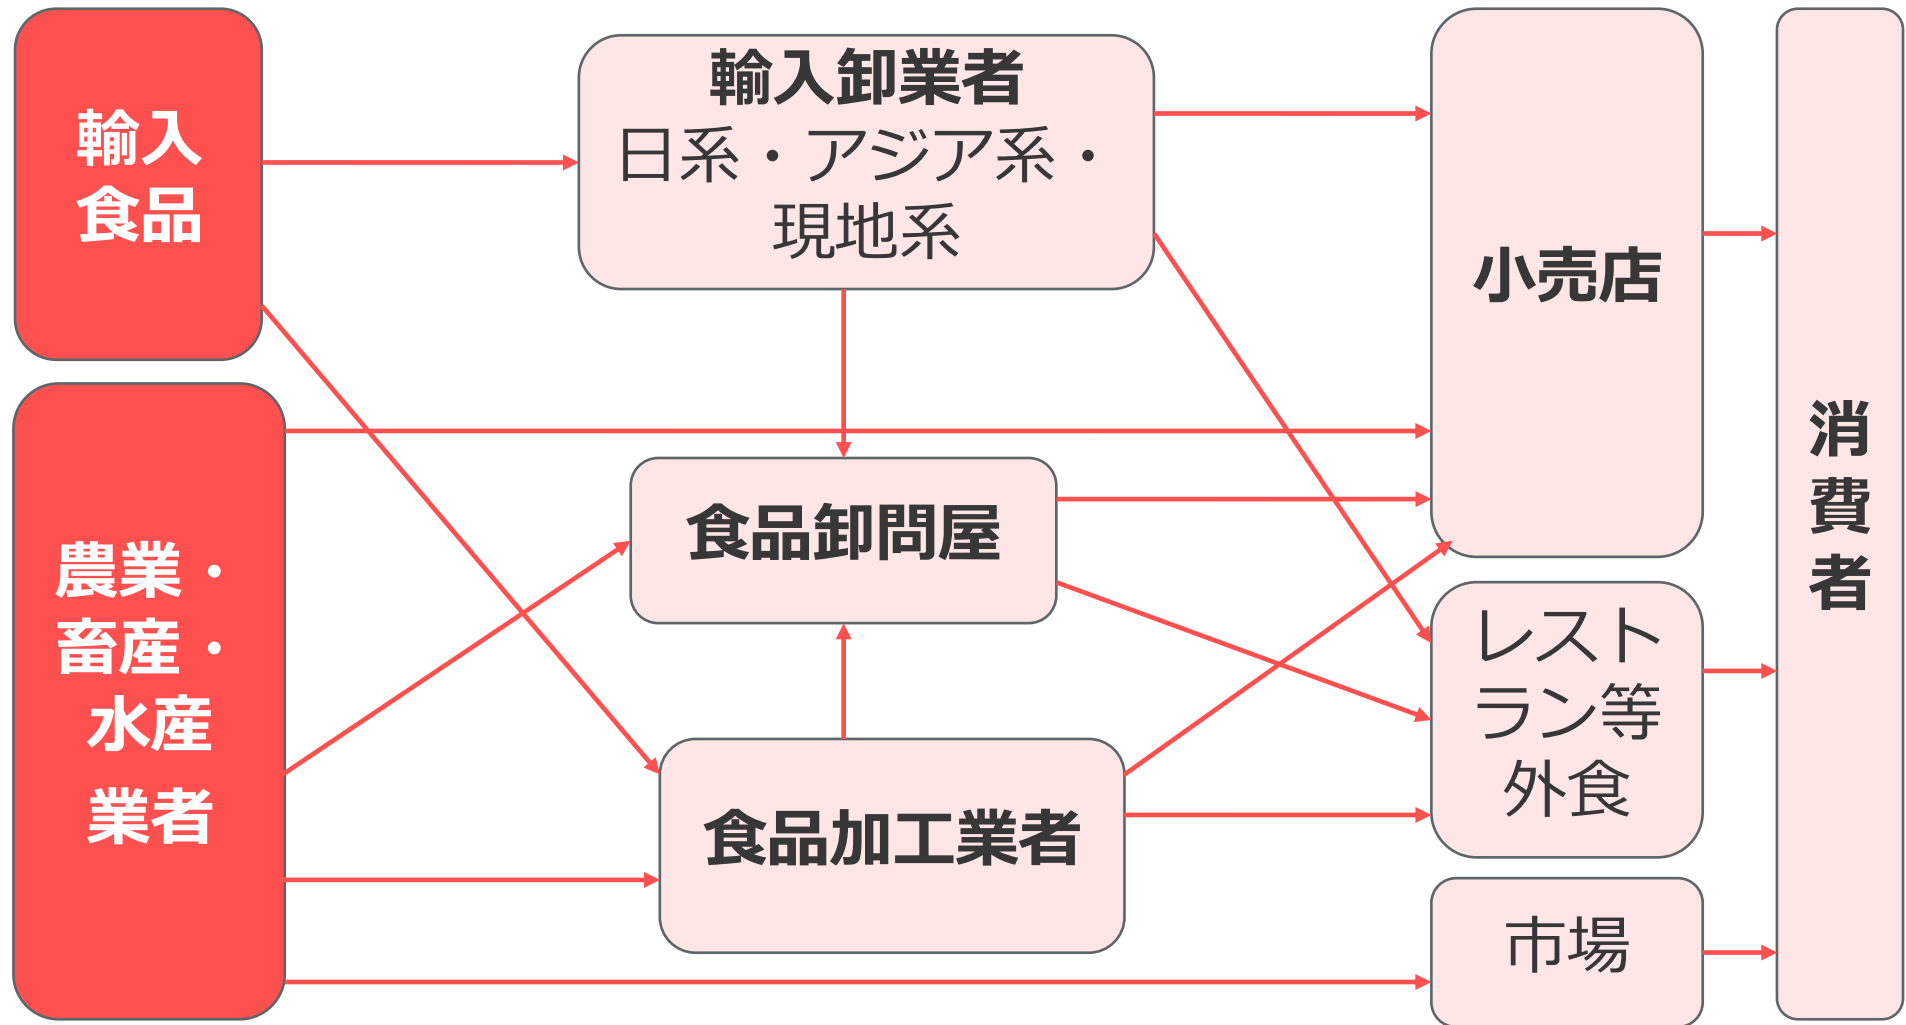 輸入
食品
輸入卸業者
日系・アジア系・
現地系
小売店
消
費
者
農業・
畜産・
水産
業者
食品卸問屋
レスト
ラン等
外食
食品加工業者
市場